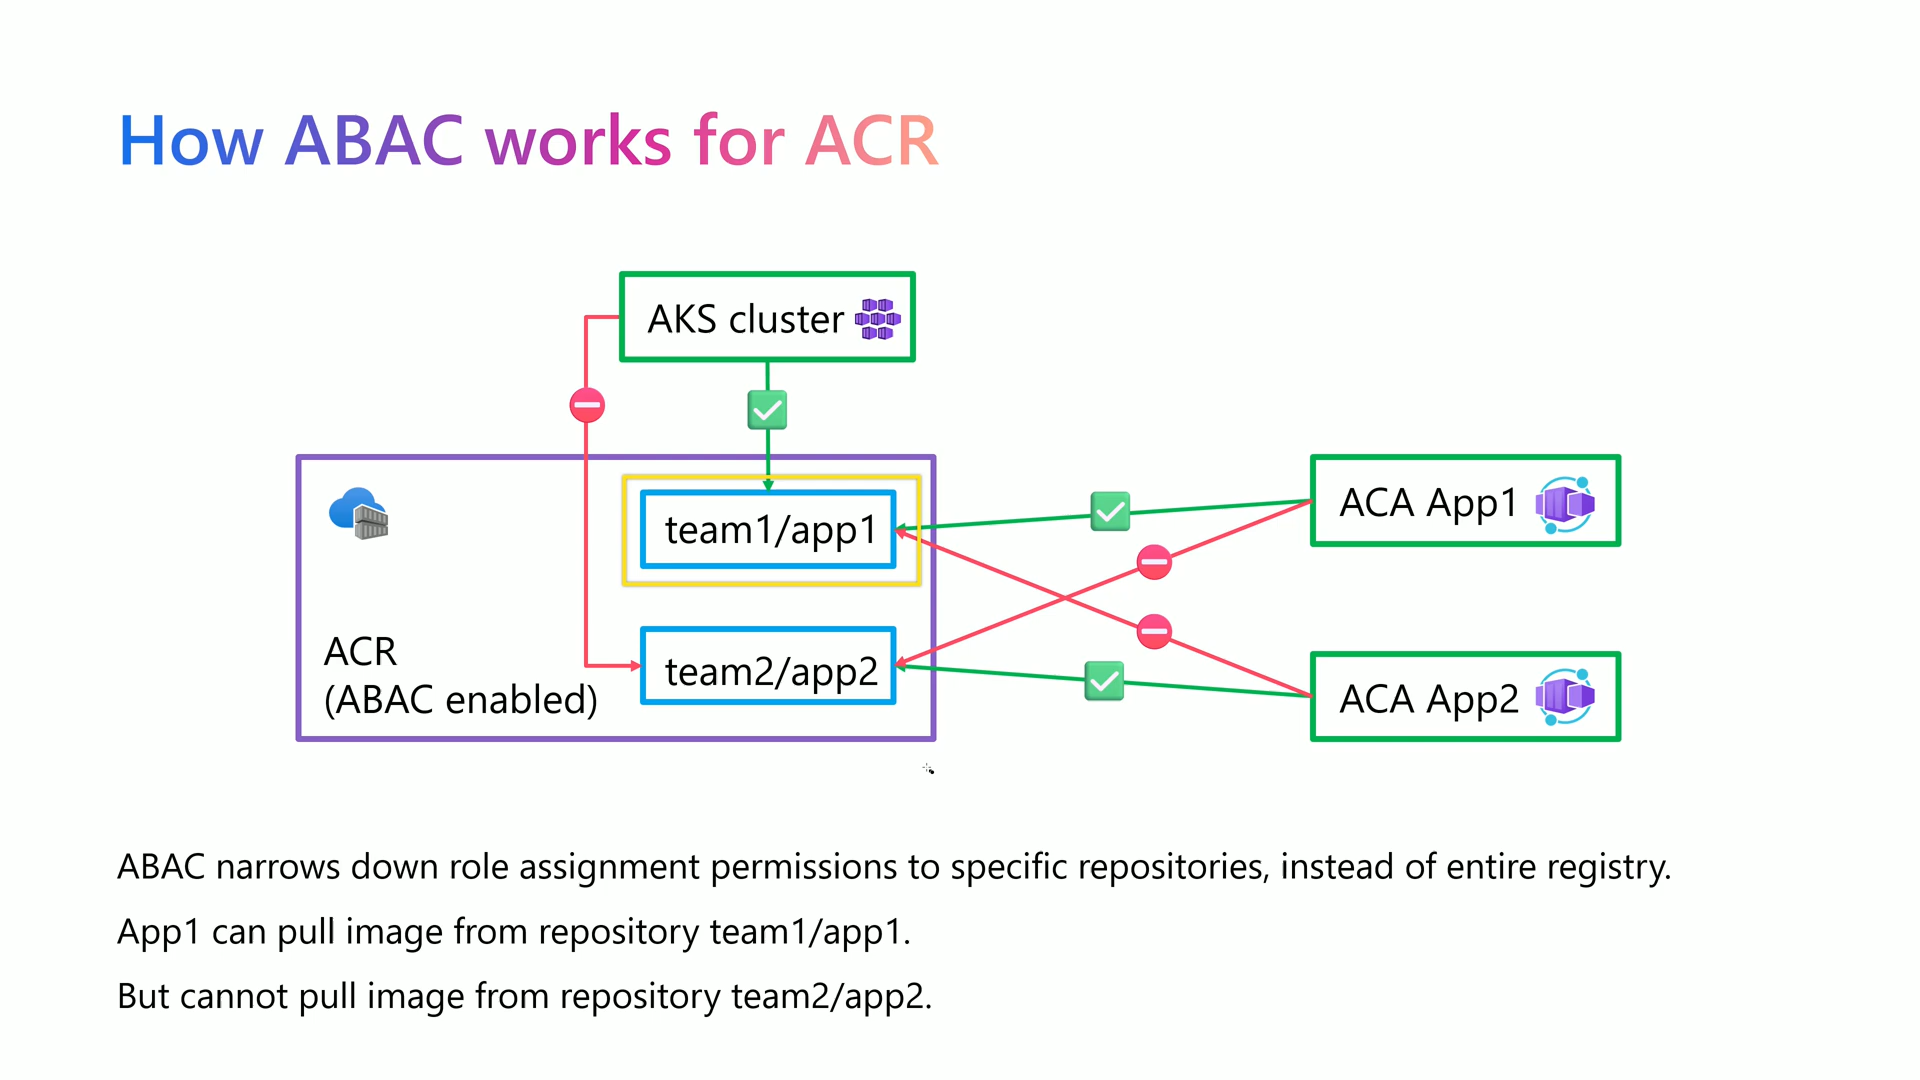 How ABAC works for ACR
AKS cluster
team1/app1
ACA App1
ACR
(ABAC enabled)
team2/app2
ACA App2
ABAC narrows down role assignment permissions to specific repositories, instead of entire registry.
App1 can pull image from repository team1/app1.
But cannot pull image from repository team2/app2.